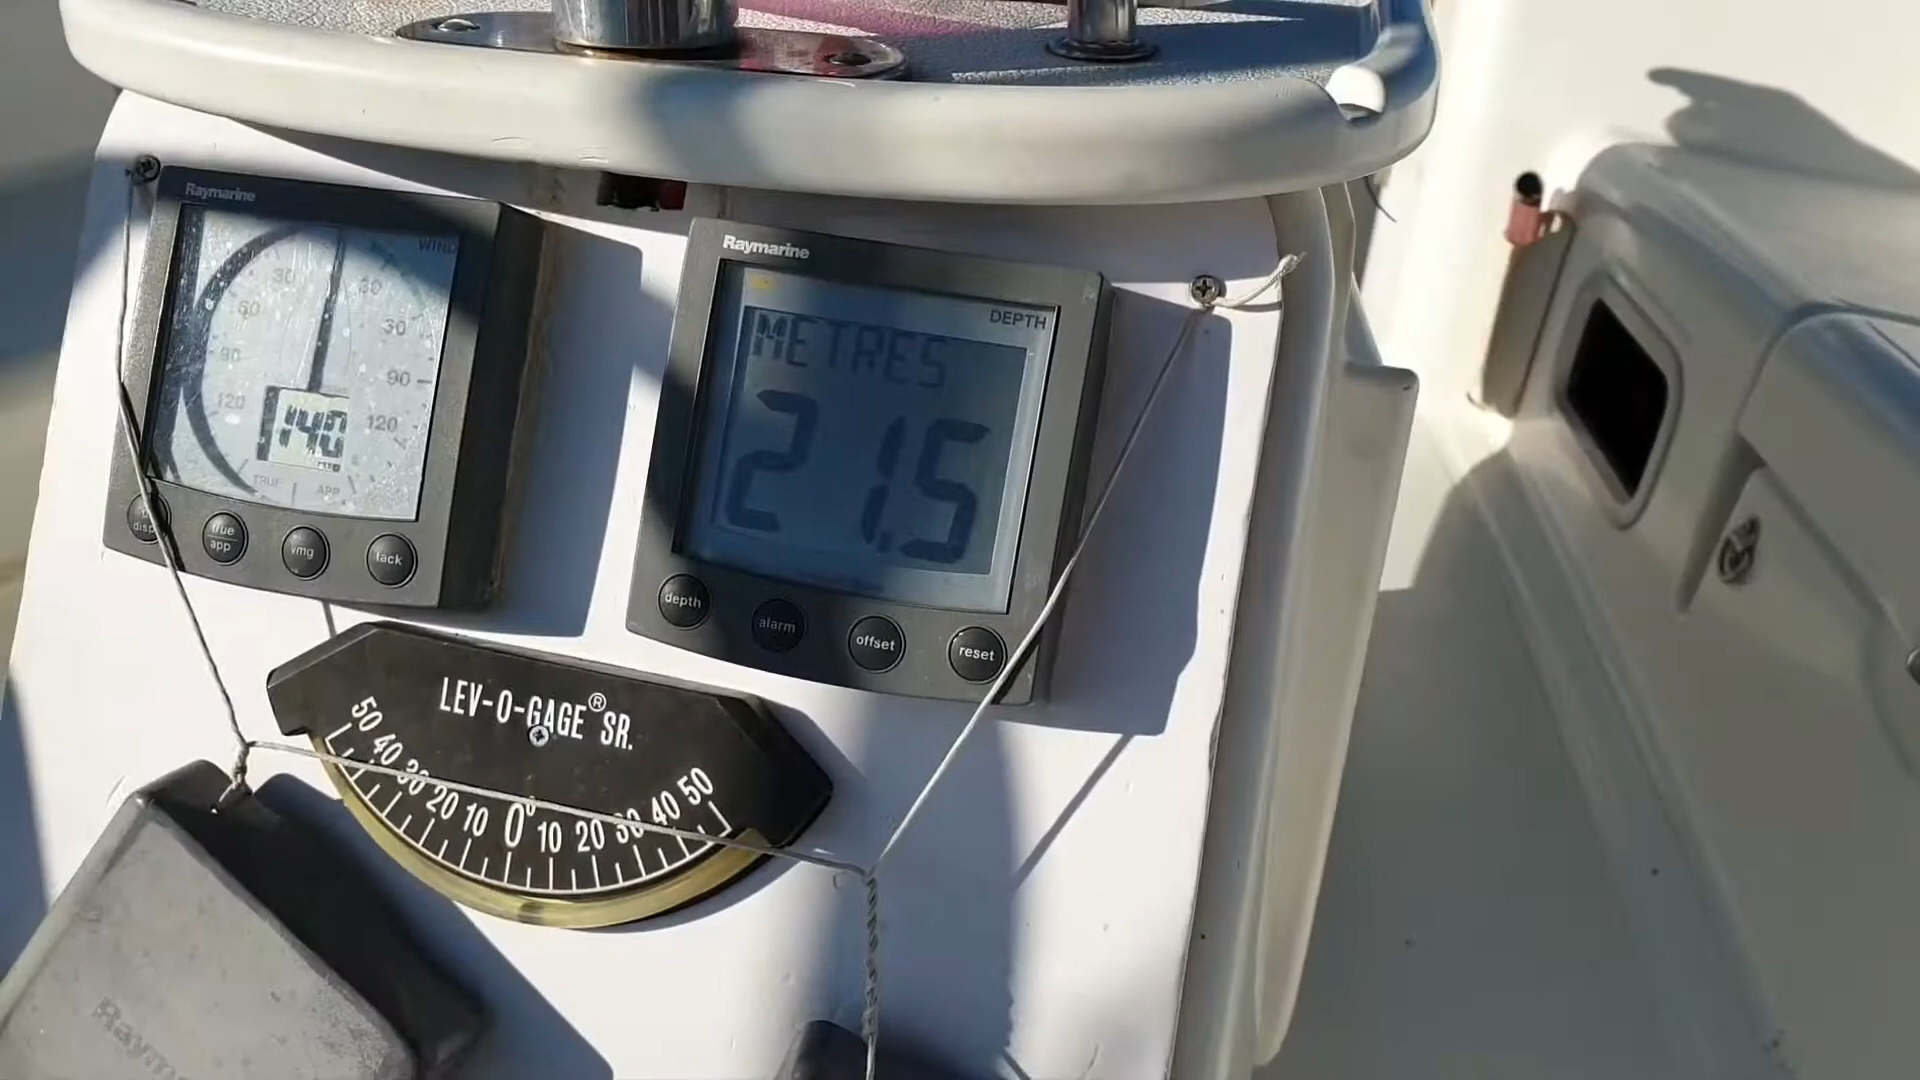 Raymarine
WIND
30 30
60
30
90
90
120
120
140
TRUE APP
disp
true
app
vmg
tack
Raymarine
DEPTH
METRES
21.5
depth
alarm
offset
reset
LEV-O-GAGE® SR.
50 40 30 20 10 0° 10 20 30 40 50